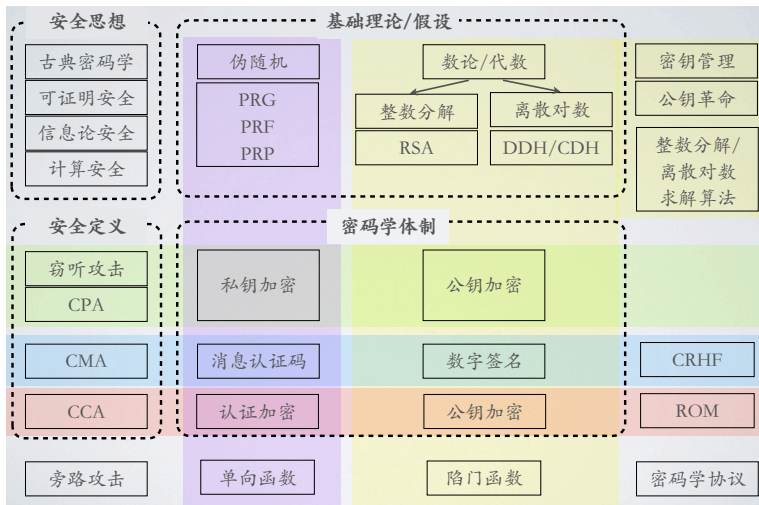 安全思想
基础理论/假设
古典密码学
可证明安全
信息论安全
计算安全
伪随机
PRG
PRF
PRP
数论/代数
整数分解
RSA
离散对数
DDH/CDH
密钥管理
公钥革命
整数分解/
离散对数
求解算法
安全定义
密码学体制
窃听攻击
CPA
私钥加密
公钥加密
CMA
消息认证码
数字签名
CRHF
CCA
认证加密
公钥加密
ROM
旁路攻击
单向函数
陷门函数
密码学协议